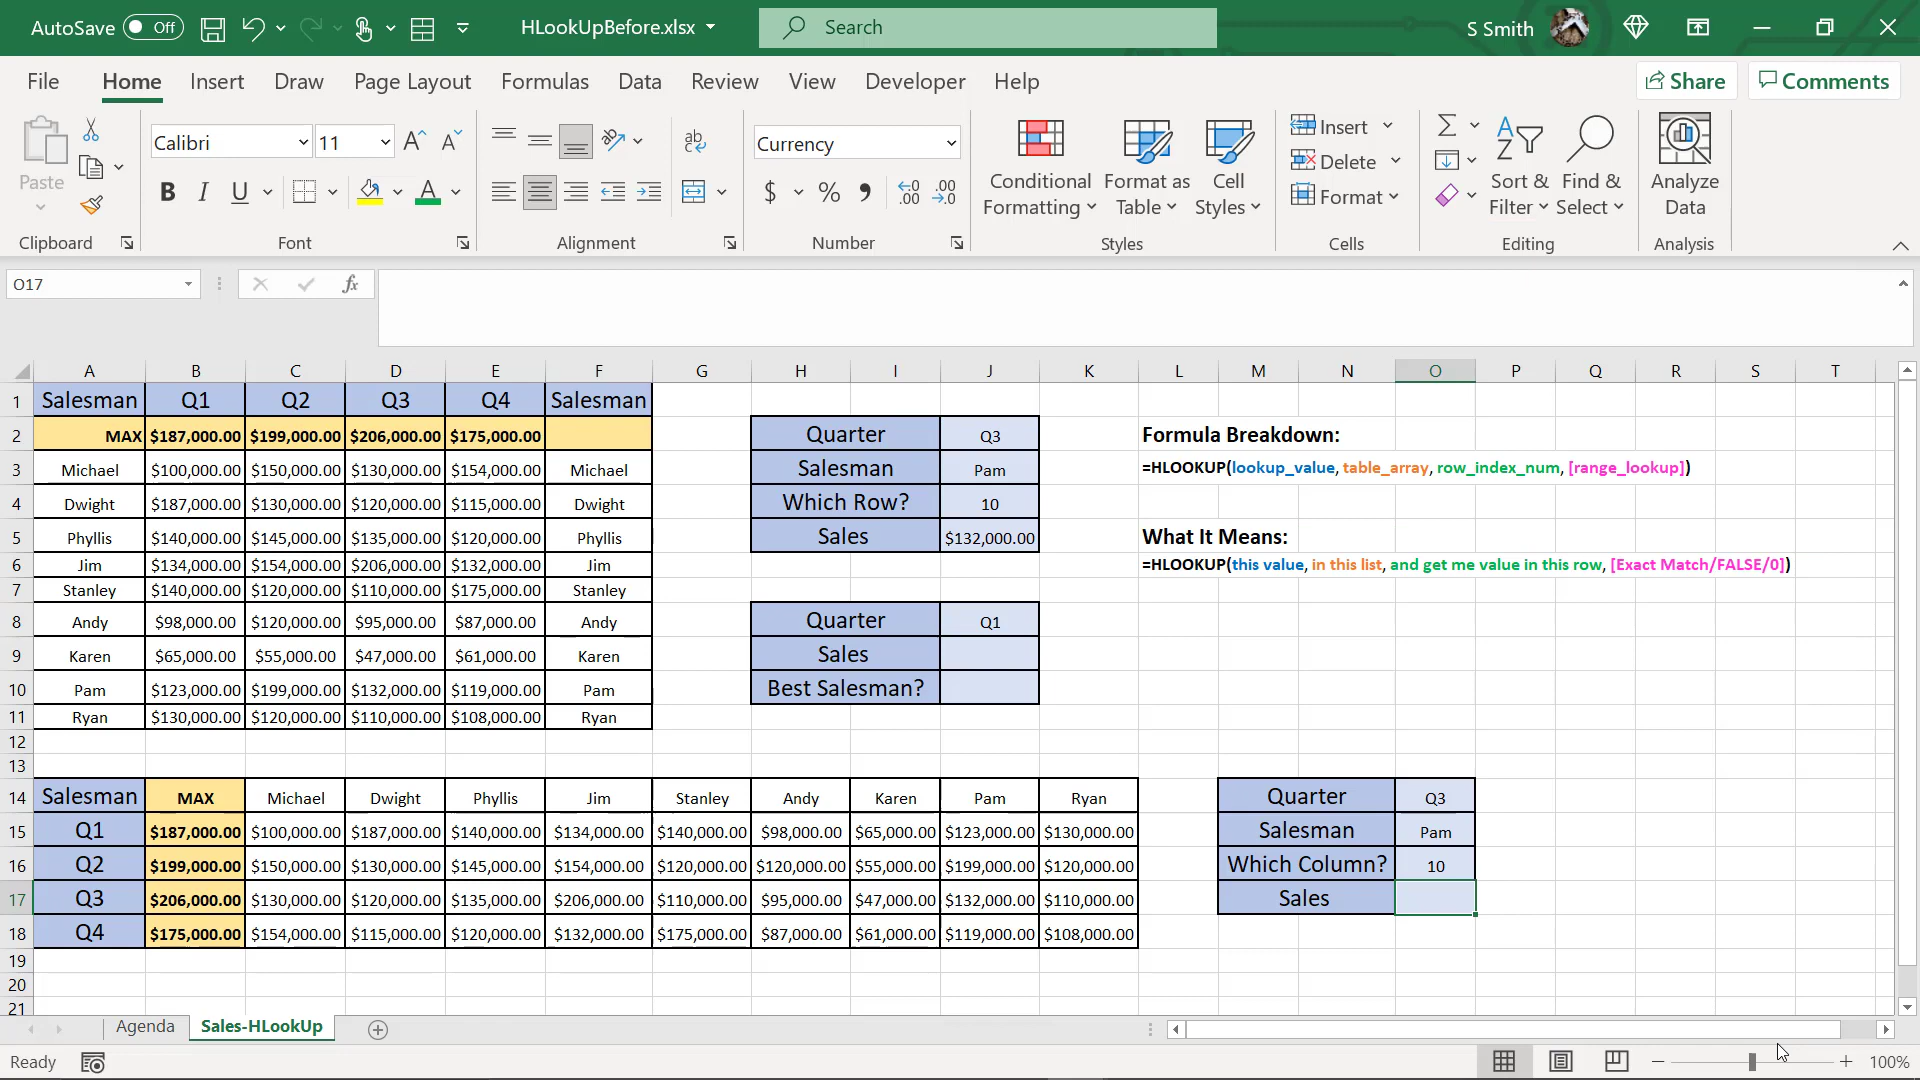 AutoSave Off HLookUpBefore.xlsx Search S Smith
File Home Insert Draw Page Layout Formulas Data Review View Developer Help Share Comments
Paste Calibri 11 Currency Conditional Formatting Format as Table Cell Styles Insert Delete Format Sort & Filter Find & Select Analyze Data
Clipboard Font Alignment Number Styles Cells Editing Analysis
O17
A B C D E F G H I J K L M N O P Q R S T
1 Salesman Q1 Q2 Q3 Q4 Salesman
2 MAX $187,000.00 $199,000.00 $206,000.00 $175,000.00 Quarter Q3 Formula Breakdown:
3 Michael $100,000.00 $150,000.00 $130,000.00 $154,000.00 Michael Salesman Pam =HLOOKUP(lookup_value, table_array, row_index_num, [range_lookup])
4 Dwight $187,000.00 $130,000.00 $120,000.00 $115,000.00 Dwight Which Row? 10
5 Phyllis $140,000.00 $145,000.00 $135,000.00 $120,000.00 Phyllis Sales $132,000.00 What It Means:
6 Jim $134,000.00 $154,000.00 $206,000.00 $132,000.00 Jim =HLOOKUP(this value, in this list, and get me value in this row, [Exact Match/FALSE/0])
7 Stanley $140,000.00 $120,000.00 $110,000.00 $175,000.00 Stanley
8 Andy $98,000.00 $120,000.00 $95,000.00 $87,000.00 Andy Quarter Q1
9 Karen $65,000.00 $55,000.00 $47,000.00 $61,000.00 Karen Sales
10 Pam $123,000.00 $199,000.00 $132,000.00 $119,000.00 Pam Best Salesman?
11 Ryan $130,000.00 $120,000.00 $110,000.00 $108,000.00 Ryan
12
13
14 Salesman MAX Michael Dwight Phyllis Jim Stanley Andy Karen Pam Ryan Quarter Q3
15 Q1 $187,000.00 $100,000.00 $187,000.00 $140,000.00 $134,000.00 $140,000.00 $98,000.00 $65,000.00 $123,000.00 $130,000.00 Salesman Pam
16 Q2 $199,000.00 $150,000.00 $130,000.00 $145,000.00 $154,000.00 $120,000.00 $120,000.00 $55,000.00 $199,000.00 $120,000.00 Which Column? 10
17 Q3 $206,000.00 $130,000.00 $120,000.00 $135,000.00 $206,000.00 $110,000.00 $95,000.00 $47,000.00 $132,000.00 $110,000.00 Sales
18 Q4 $175,000.00 $154,000.00 $115,000.00 $120,000.00 $132,000.00 $175,000.00 $87,000.00 $61,000.00 $119,000.00 $108,000.00
19
20
21
Agenda Sales-HLookUp
Ready 100%